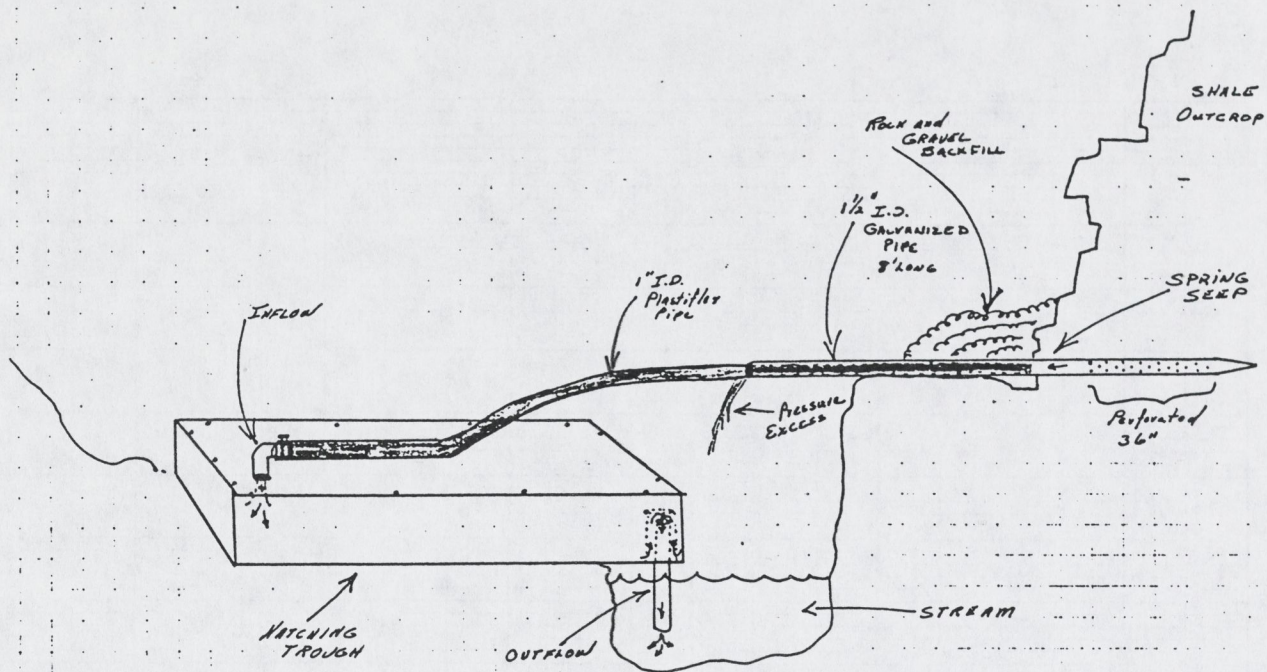 SHALE
OUTCROP
ROCK AND
GRAVEL
BACKFILL
1½" I.D.
GALVANIZED
PIPE
8' LONG
SPRING
SEEP
1" I.D.
Plastiflex
Pipe
INFLOW
PRESSURE
EXCESS
Perforated
36"
HATCHING
TROUGH
OUTFLOW
STREAM